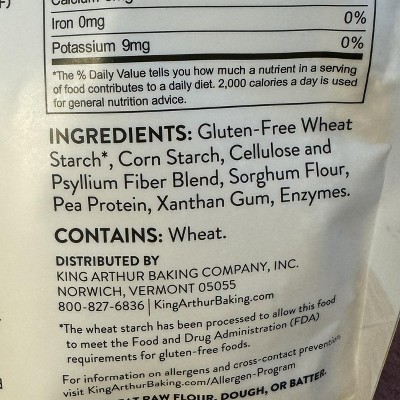 Iron 0mg 0%
Potassium 9mg 0%
*The % Daily Value tells you how much a nutrient in a serving
of food contributes to a daily diet. 2,000 calories a day is used
for general nutrition advice.
INGREDIENTS: Gluten-Free Wheat
Starch*, Corn Starch, Cellulose and
Psyllium Fiber Blend, Sorghum Flour,
Pea Protein, Xanthan Gum, Enzymes.
CONTAINS: Wheat.
DISTRIBUTED BY
KING ARTHUR BAKING COMPANY, INC.
NORWICH, VERMONT 05055
800-827-6836 | KingArthurBaking.com
*The wheat starch has been processed to allow this food
to meet the Food and Drug Administration (FDA)
requirements for gluten-free foods.
For information on allergens and cross-contact prevention
visit KingArthurBaking.com/Allergen-Program
RAW FLOUR, DOUGH, OR BATTER.